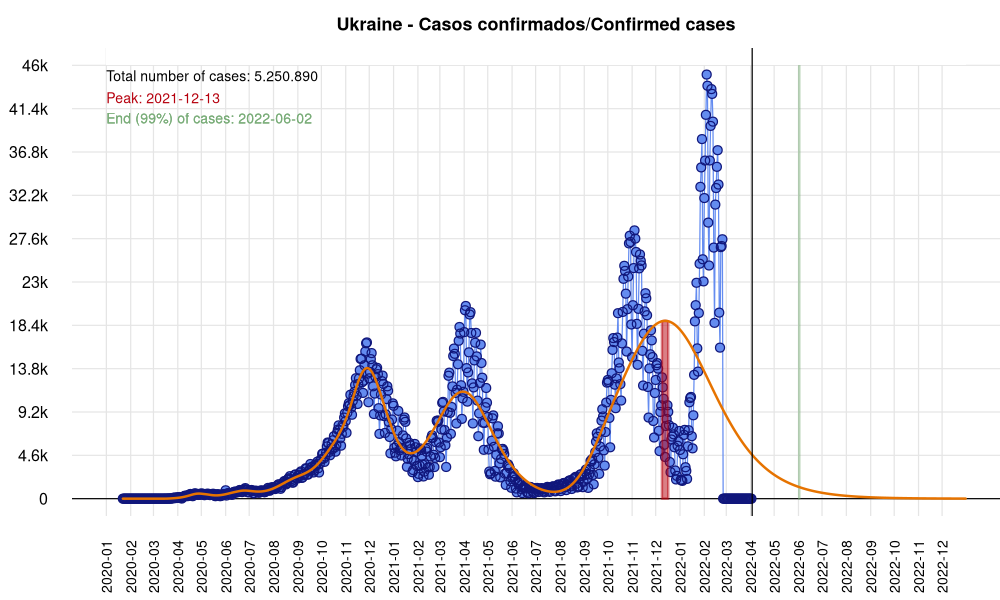 Ukraine - Casos confirmados/Confirmed cases
Total number of cases: 5.250.890
Peak: 2021-12-13
End (99%) of cases: 2022-06-02
46k
41.4k
36.8k
32.2k
27.6k
23k
18.4k
13.8k
9.2k
4.6k
0
2020-01
2020-02
2020-03
2020-04
2020-05
2020-06
2020-07
2020-08
2020-09
2020-10
2020-11
2020-12
2021-01
2021-02
2021-03
2021-04
2021-05
2021-06
2021-07
2021-08
2021-09
2021-10
2021-11
2021-12
2022-01
2022-02
2022-04
2022-05
2022-06
2022-07
2022-08
2022-09
2022-10
2022-11
2022-12